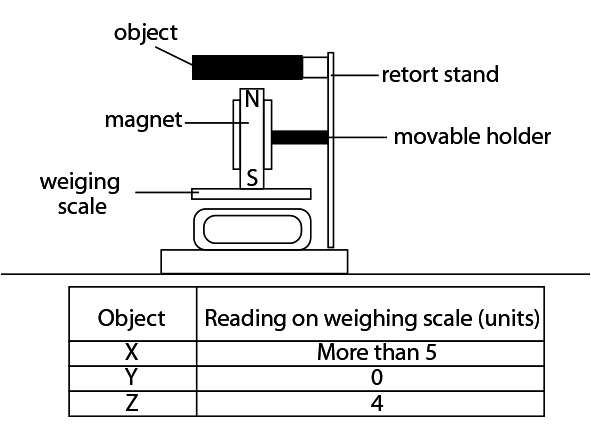 object
retort stand
N
magnet
movable holder
weiging
scale
S
Object Reading on weighing scale (units)
X More than 5
Y 0
Z 4